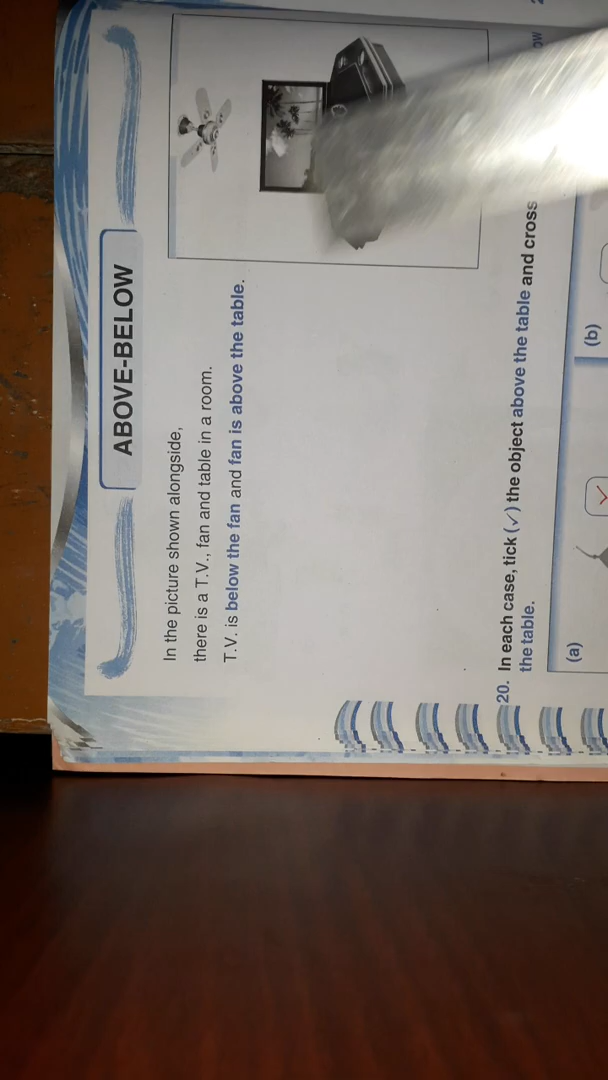 ABOVE-BELOW
In the picture shown alongside,
there is a T.V., fan and table in a room.
T.V. is below the fan and fan is above the table.
20. In each case, tick (✓) the object above the table and cross
the table.
(a)
(b)